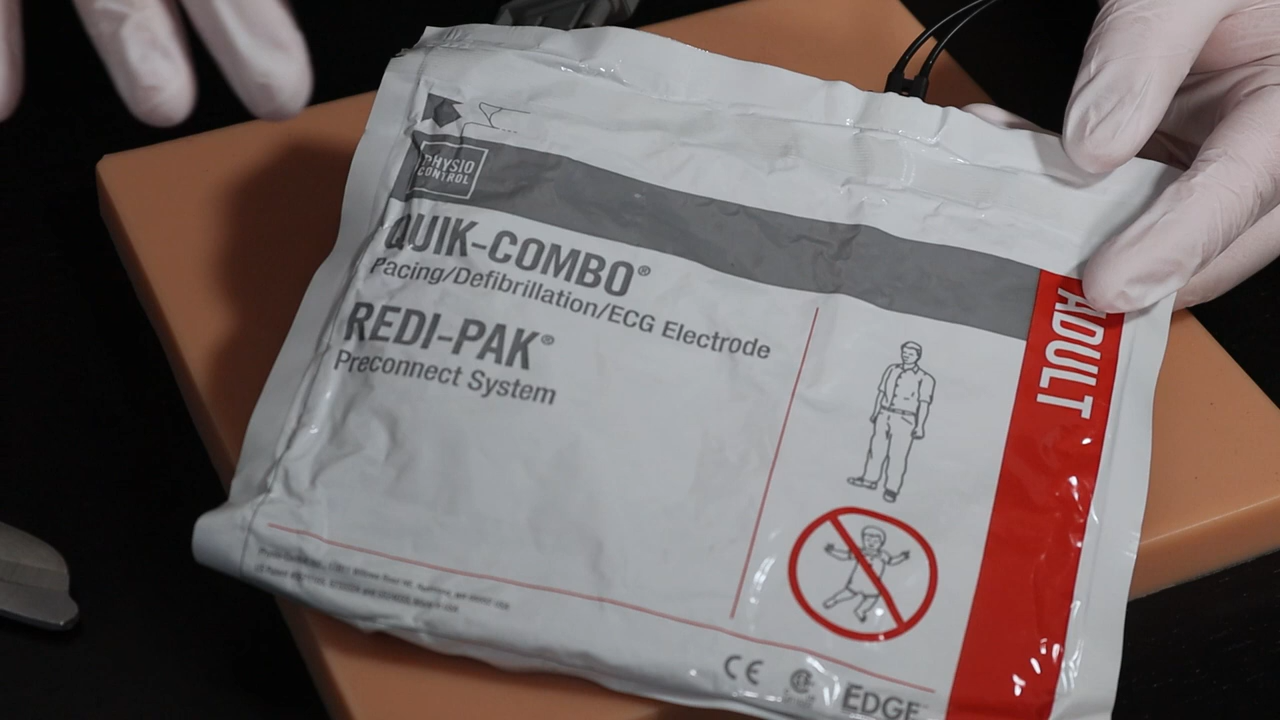 PHYSIO
CONTROL
QUIK-COMBO®
Pacing/Defibrillation/ECG Electrode
REDI-PAK®
Preconnect System
ADULT
CE
EDGE